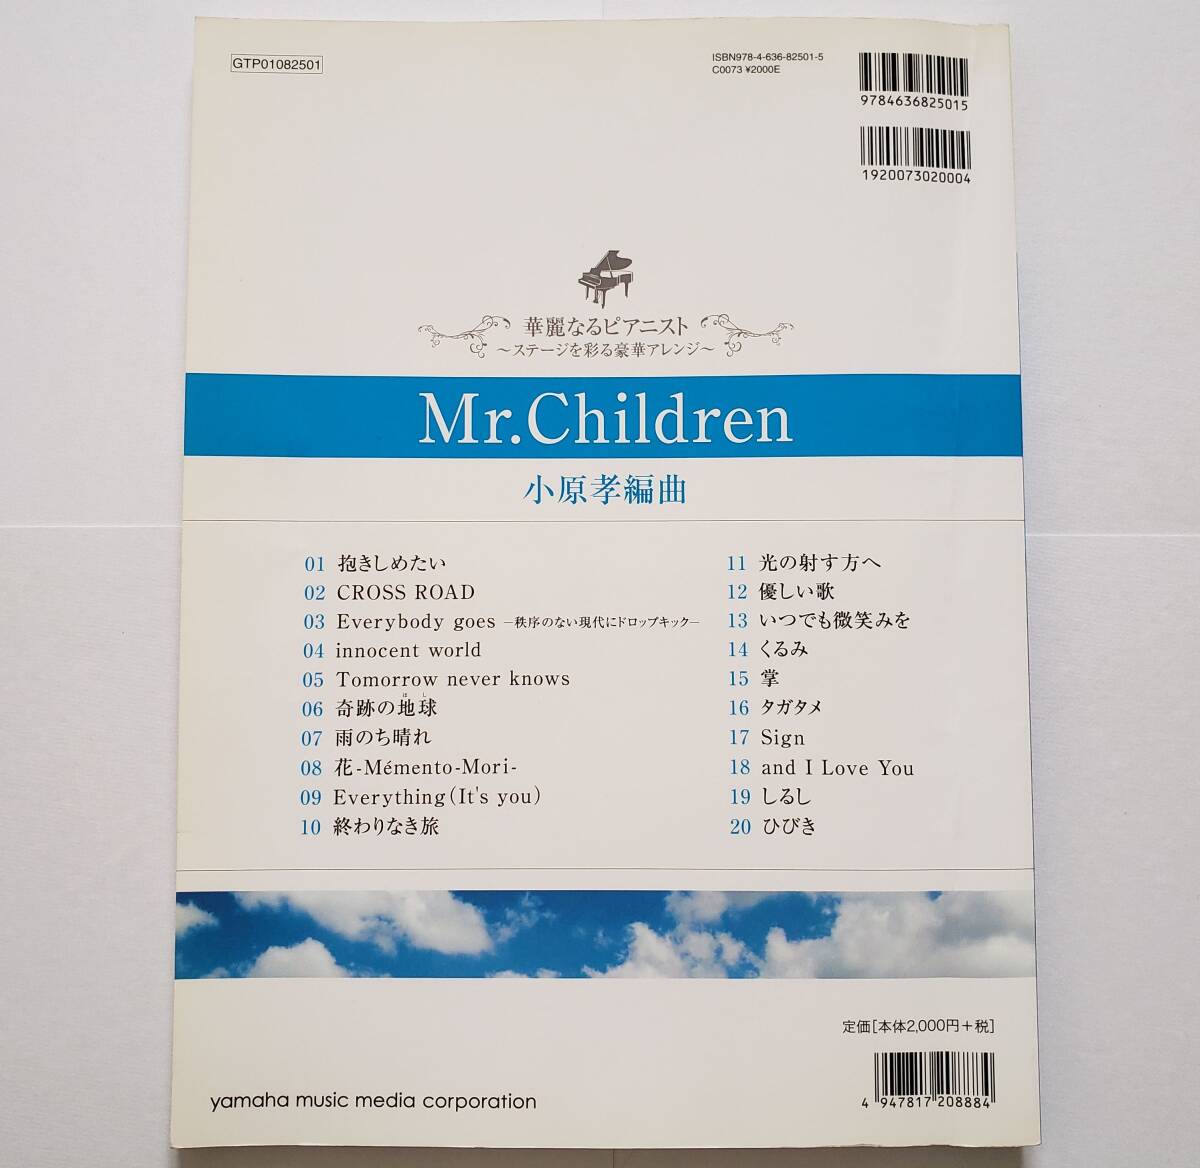 GTP01082501
ISBN978-4-636-82501-5
C0073 ¥2000E
9784636825015
1920073020004
華麗なるピアニスト
～ステージを彩る豪華アレンジ～
Mr.Children
小原孝編曲
01 抱きしめたい
02 CROSS ROAD
03 Everybody goes －秩序のない現代にドロップキック－
04 innocent world
05 Tomorrow never knows
はし
06 奇跡の地球
07 雨のち晴れ
08 花-Mémento-Mori-
09 Everything(It's you)
10 終わりなき旅
11 光の射す方へ
12 優しい歌
13 いつでも微笑みを
14 くるみ
15 掌
16 タガタメ
17 Sign
18 and I Love You
19 しるし
20 ひびき
定価[本体2,000円+税]
4 947817 208884
yamaha music media corporation